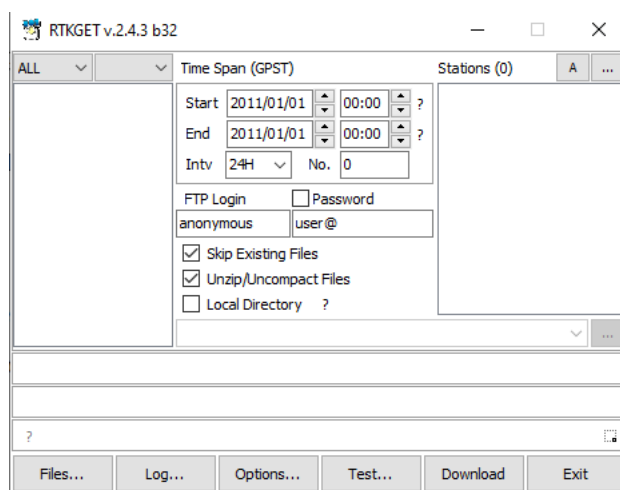 RTKGET v.2.4.3 b32
ALL Time Span (GPST) Stations (0) A ...
Start 2011/01/01 00:00 ?
End 2011/01/01 00:00 ?
Intv 24H No. 0
FTP Login Password
anonymous user@
Skip Existing Files
Unzip/Uncompact Files
Local Directory ?
...
?
Files... Log... Options... Test... Download Exit